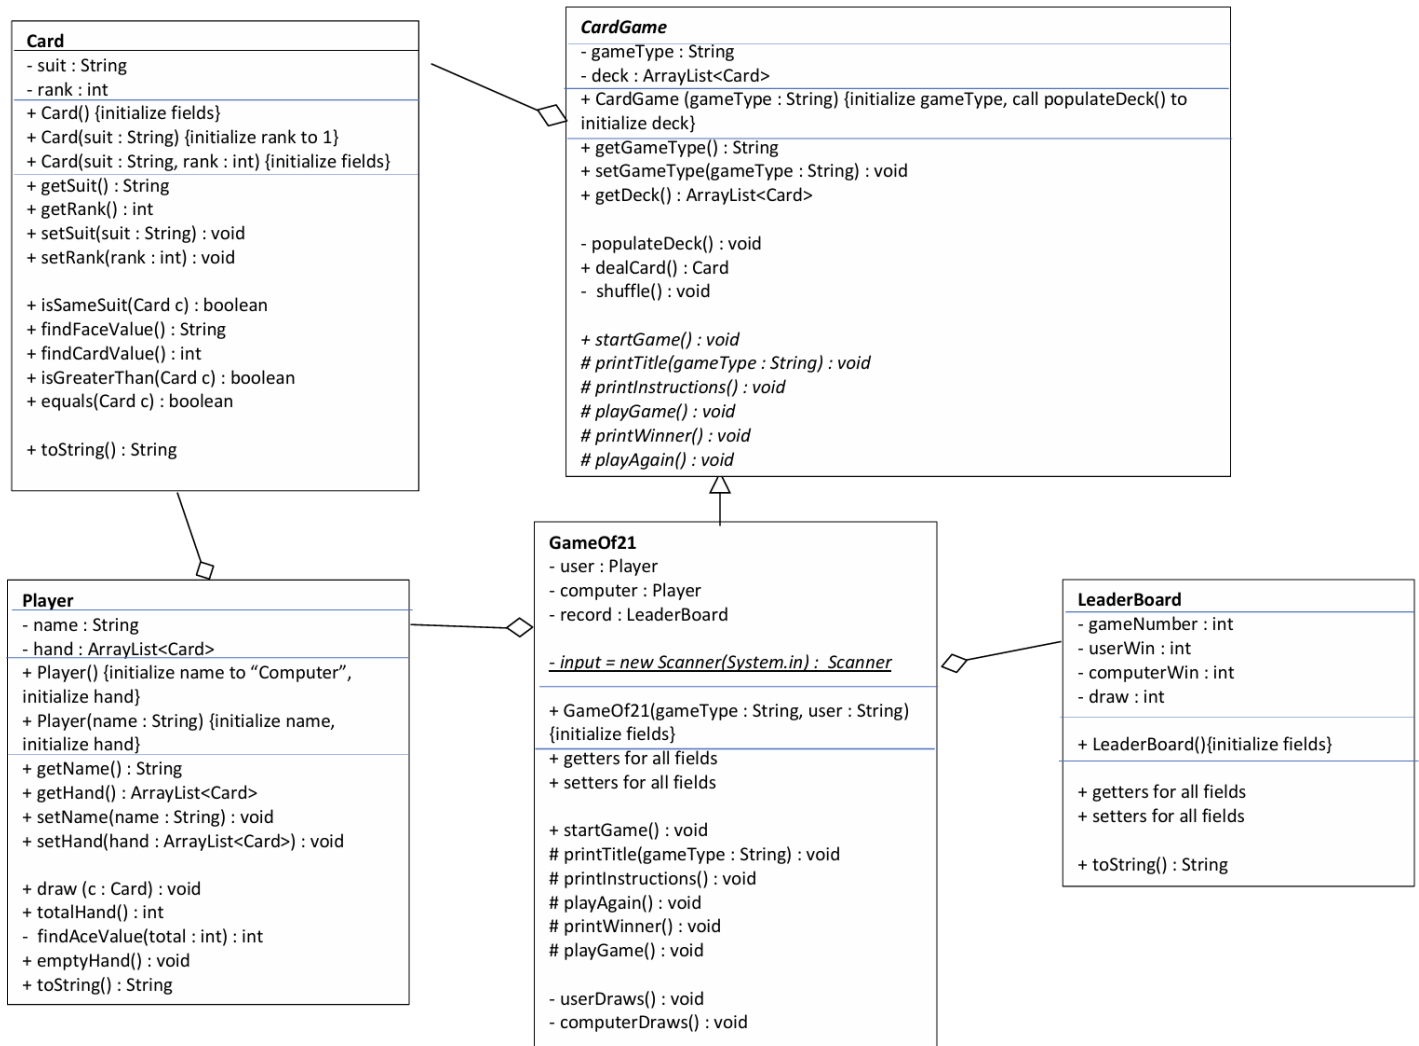 Card
- suit : String
- rank : int
+ Card() {initialize fields}
+ Card(suit : String) {initialize rank to 1}
+ Card(suit : String, rank : int) {initialize fields}
+ getSuit() : String
+ getRank() : int
+ setSuit(suit : String) : void
+ setRank(rank : int) : void
+ isSameSuit(Card c) : boolean
+ findFaceValue() : String
+ findCardValue() : int
+ isGreaterThan(Card c) : boolean
+ equals(Card c) : boolean
+ toString() : String
CardGame
- gameType : String
- deck : ArrayList<Card>
+ CardGame (gameType : String) {initialize gameType, call populateDeck() to
initialize deck}
+ getGameType() : String
+ setGameType(gameType : String) : void
+ getDeck() : ArrayList<Card>
- populateDeck() : void
+ dealCard() : Card
- shuffle() : void
+ startGame() : void
# printTitle(gameType : String) : void
# printInstructions() : void
# playGame() : void
# printWinner() : void
# playAgain() : void
Player
- name : String
- hand : ArrayList<Card>
+ Player() {initialize name to “Computer”,
initialize hand}
+ Player(name : String) {initialize name,
initialize hand}
+ getName() : String
+ getHand() : ArrayList<Card>
+ setName(name : String) : void
+ setHand(hand : ArrayList<Card>) : void
+ draw (c : Card) : void
+ totalHand() : int
- findAceValue(total : int) : int
+ emptyHand() : void
+ toString() : String
GameOf21
- user : Player
- computer : Player
- record : LeaderBoard
- input = new Scanner(System.in) : Scanner
+ GameOf21(gameType : String, user : String)
{initialize fields}
+ getters for all fields
+ setters for all fields
+ startGame() : void
# printTitle(gameType : String) : void
# printInstructions() : void
# playAgain() : void
# printWinner() : void
# playGame() : void
- userDraws() : void
- computerDraws() : void
LeaderBoard
- gameNumber : int
- userWin : int
- computerWin : int
- draw : int
+ LeaderBoard(){initialize fields}
+ getters for all fields
+ setters for all fields
+ toString() : String